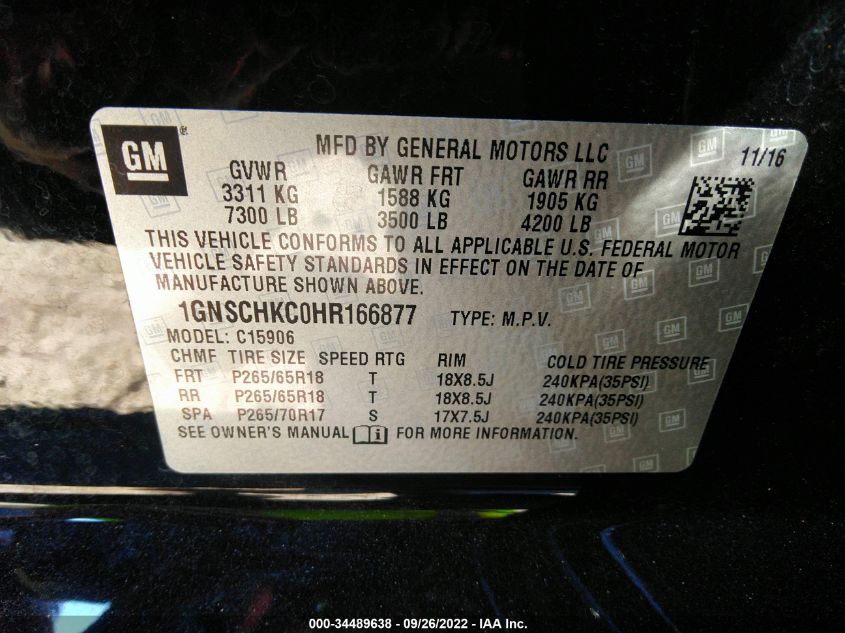 GM
MFD BY GENERAL MOTORS LLC 11/16
GVWR GAWR FRT GAWR RR
3311 KG 1588 KG 1905 KG
7300 LB 3500 LB 4200 LB
THIS VEHICLE CONFORMS TO ALL APPLICABLE U.S. FEDERAL MOTOR
VEHICLE SAFETY STANDARDS IN EFFECT ON THE DATE OF
MANUFACTURE SHOWN ABOVE.
1GNSCHKC0HR166877 TYPE: M.P.V.
MODEL: C15906
CHMF TIRE SIZE SPEED RTG RIM COLD TIRE PRESSURE
FRT P265/65R18 T 18X8.5J 240KPA(35PSI)
RR P265/65R18 T 18X8.5J 240KPA(35PSI)
SPA P265/70R17 S 17X7.5J 240KPA(35PSI)
SEE OWNER'S MANUAL FOR MORE INFORMATION.
000-34489638 - 09/26/2022 - IAA Inc.